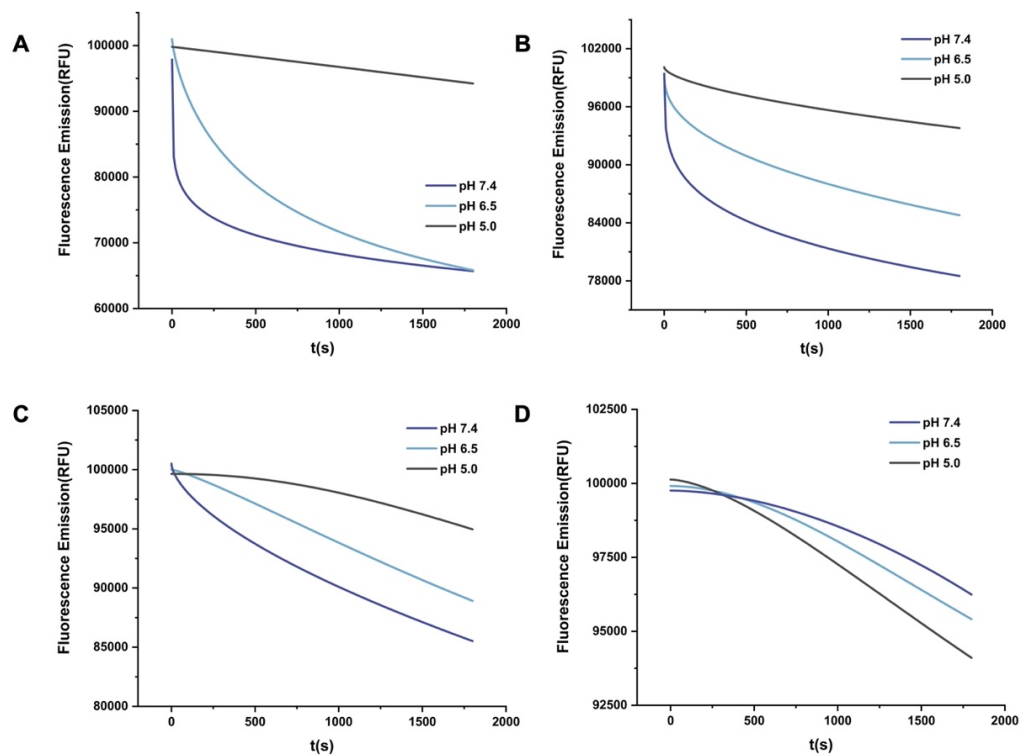 A
Fluorescence Emission(RFU)
100000
90000
80000
70000
60000
pH 7.4
pH 6.5
pH 5.0
0
500
1000
1500
2000
t(s)
B
Fluorescence Emission(RFU)
102000
96000
90000
84000
78000
pH 7.4
pH 6.5
pH 5.0
0
500
1000
1500
2000
t(s)
C
Fluorescence Emission(RFU)
105000
100000
95000
90000
85000
80000
pH 7.4
pH 6.5
pH 5.0
0
500
1000
1500
2000
t(s)
D
Fluorescence Emission(RFU)
102500
100000
97500
95000
92500
pH 7.4
pH 6.5
pH 5.0
0
500
1000
1500
2000
t(s)